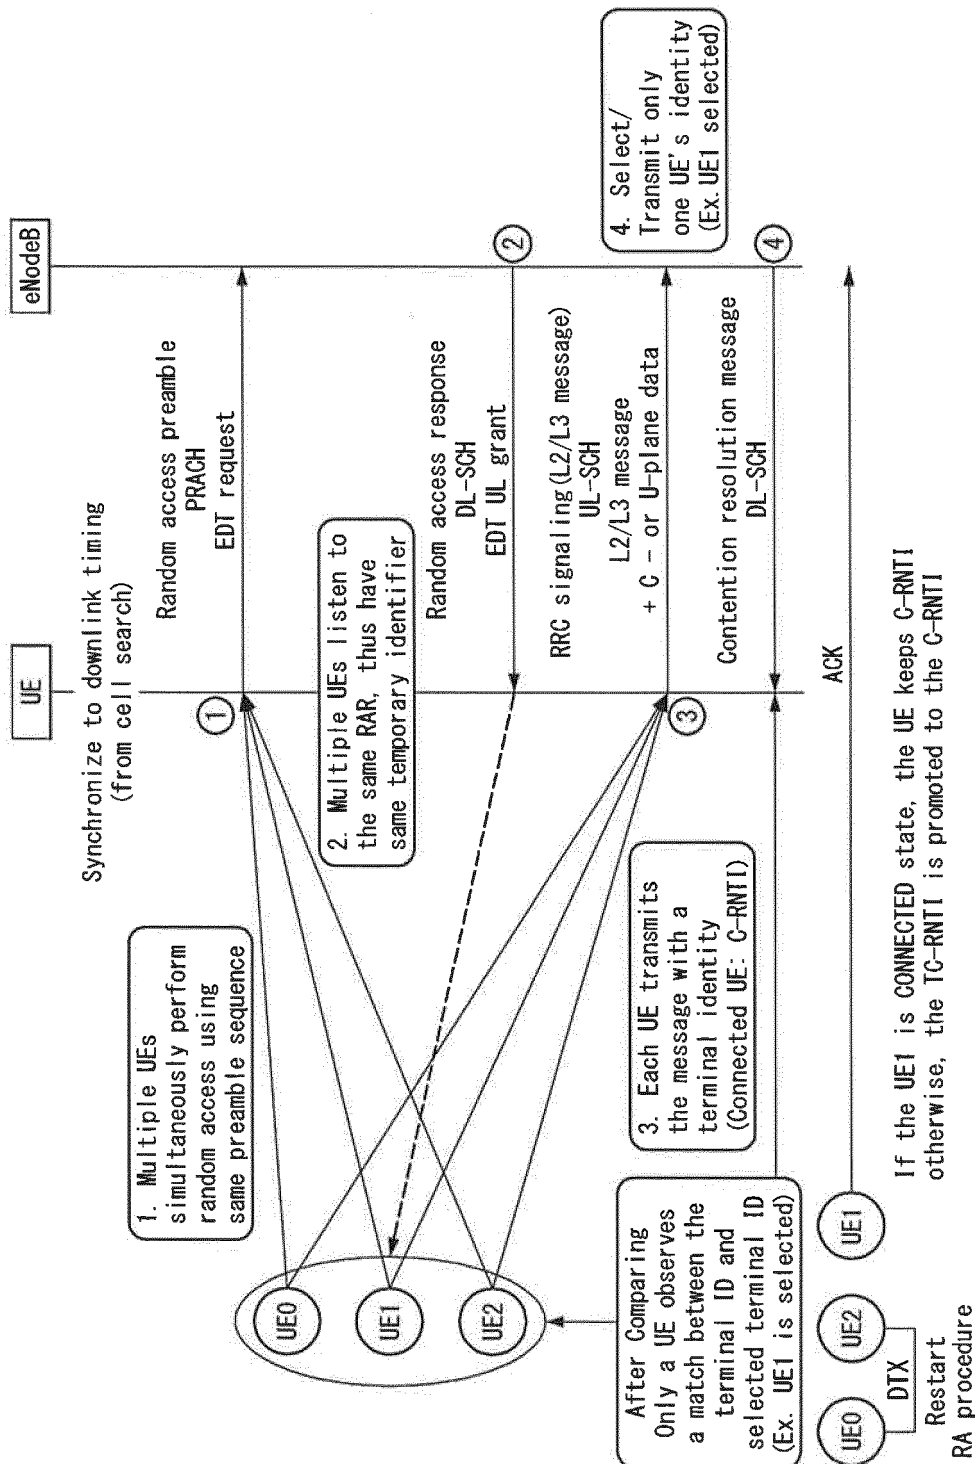 UE
eNodeB
Synchronize to downlink timing
(from cell search)
Random access preamble
PRACH
EDT request
1
1. Multiple UEs
simultaneously perform
random access using
same preamble sequence
2. Multiple UEs listen to
the same RAR, thus have
same temporary identifier
Random access response
DL-SCH
EDT UL grant
2
UE0
UE1
UE2
RRC signaling(L2/L3 message)
UL-SCH
L2/L3 message
+ C - or U-plane data
3
3. Each UE transmits
the message with a
terminal identity
(Connected UE: C-RNTI)
4. Select/
Transmit only
one UE's identity
(Ex. UE1 selected)
Contention resolution message
DL-SCH
4
After Comparing
Only a UE observes
a match between the
terminal ID and
selected terminal ID
(Ex. UE1 is selected)
ACK
UE0
UE2
UE1
DTX
Restart
RA procedure
If the UE1 is CONNECTED state, the UE keeps C-RNTI
otherwise, the TC-RNTI is promoted to the C-RNTI